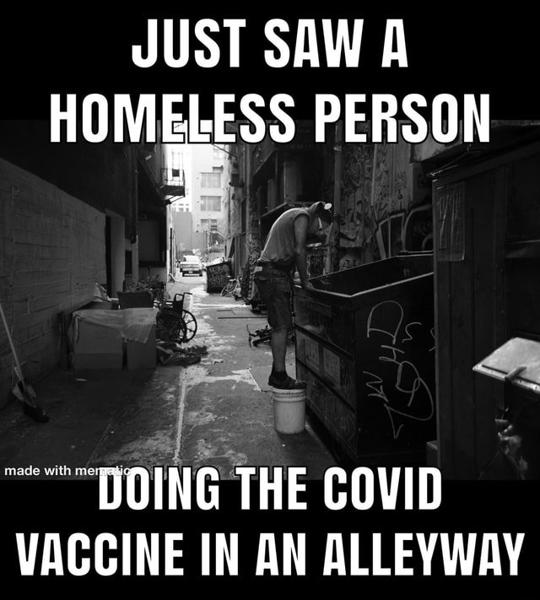 JUST SAW A
HOMELESS PERSON
made with mematic
DOING THE COVID
VACCINE IN AN ALLEYWAY